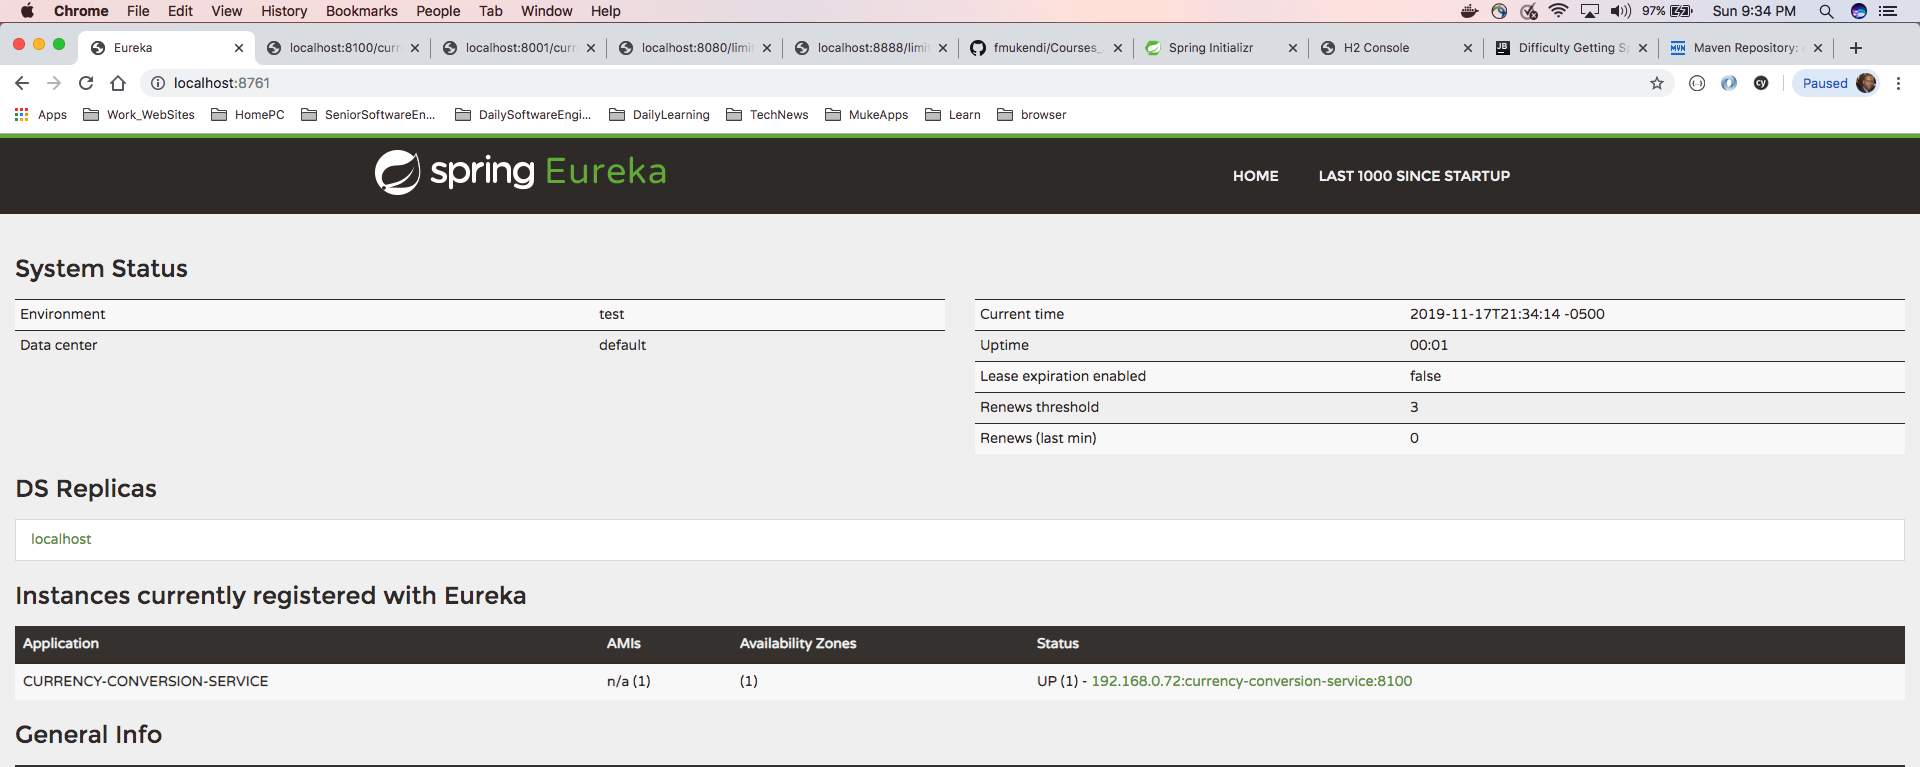 Chrome File Edit View History Bookmarks People Tab Window Help 97% Sun 9:34 PM
Eureka localhost:8100/curr localhost:8001/curr localhost:8080/limi localhost:8888/limi fmukendi/Courses_ Spring Initializr H2 Console Difficulty Getting S Maven Repository:
localhost:8761 Paused
Apps Work_WebSites HomePC SeniorSoftwareEn... DailySoftwareEngi... DailyLearning TechNews MukeApps Learn browser
spring Eureka HOME LAST 1000 SINCE STARTUP
System Status
Environment test Current time 2019-11-17T21:34:14 -0500
Data center default Uptime 00:01
Lease expiration enabled false
Renews threshold 3
Renews (last min) 0
DS Replicas
localhost
Instances currently registered with Eureka
Application AMIs Availability Zones Status
CURRENCY-CONVERSION-SERVICE n/a (1) (1) UP (1) - 192.168.0.72:currency-conversion-service:8100
General Info